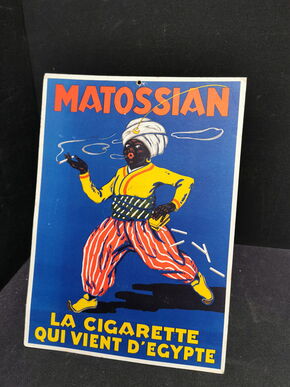 MATOSSIAN
LA CIGARETTE
QUI VIENT D'EGYPTE